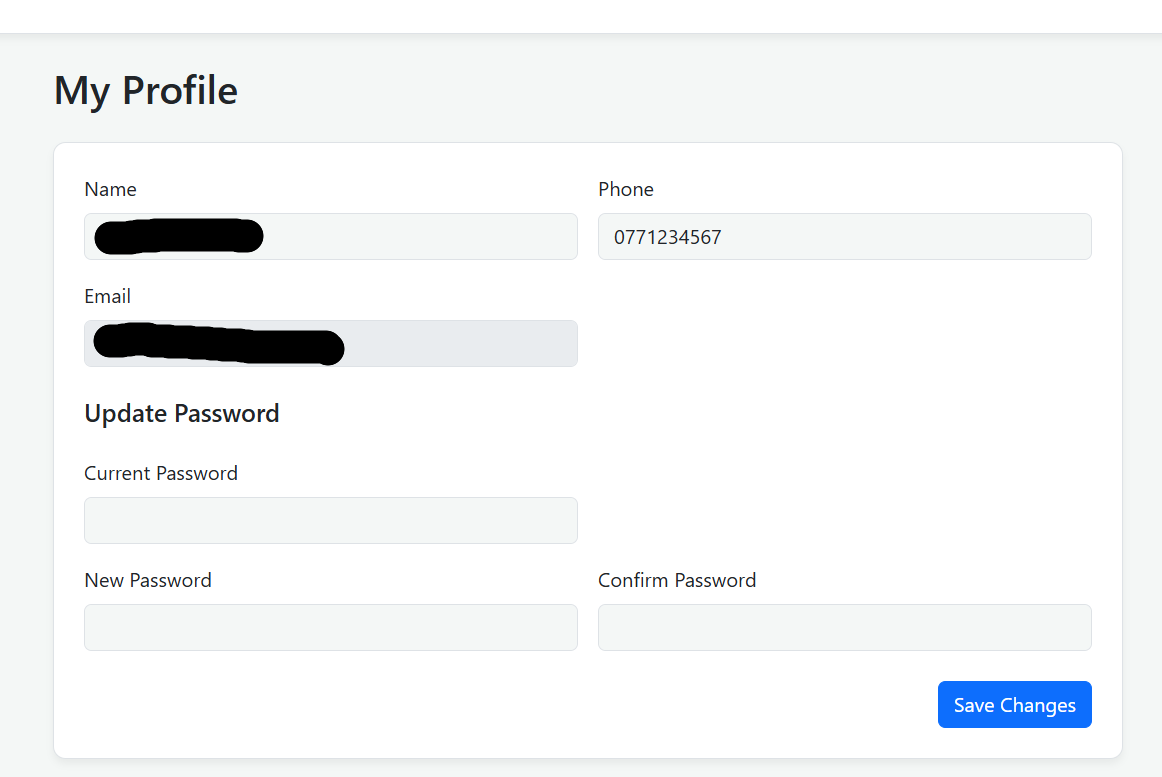 My Profile
Name
Phone
0771234567
Email
Update Password
Current Password
New Password
Confirm Password
Save Changes